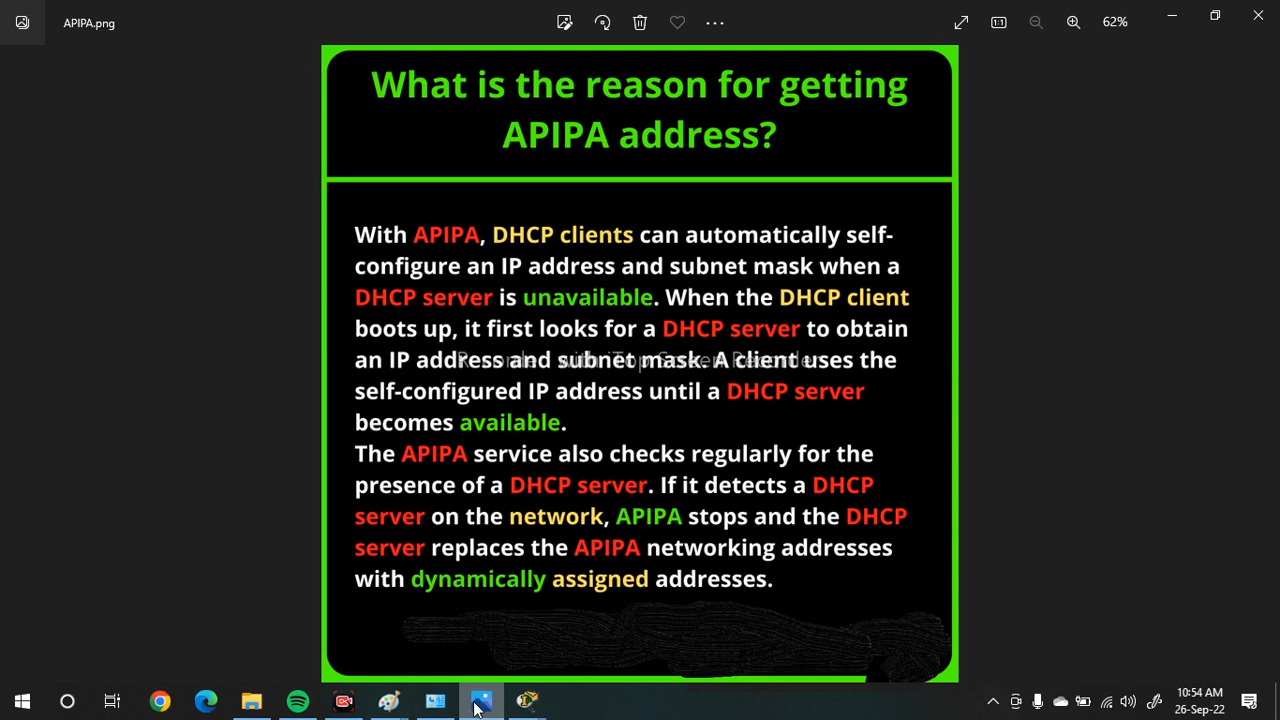 APIPA.png
62%
What is the reason for getting
APIPA address?
With APIPA, DHCP clients can automatically self-
configure an IP address and subnet mask when a
DHCP server is unavailable. When the DHCP client
boots up, it first looks for a DHCP server to obtain
an IP address and subnet mask. A client uses the
Recorded with iTop Screen Recorder
self-configured IP address until a DHCP server
becomes available.
The APIPA service also checks regularly for the
presence of a DHCP server. If it detects a DHCP
server on the network, APIPA stops and the DHCP
server replaces the APIPA networking addresses
with dynamically assigned addresses.
10:54 AM
26-Sep-22